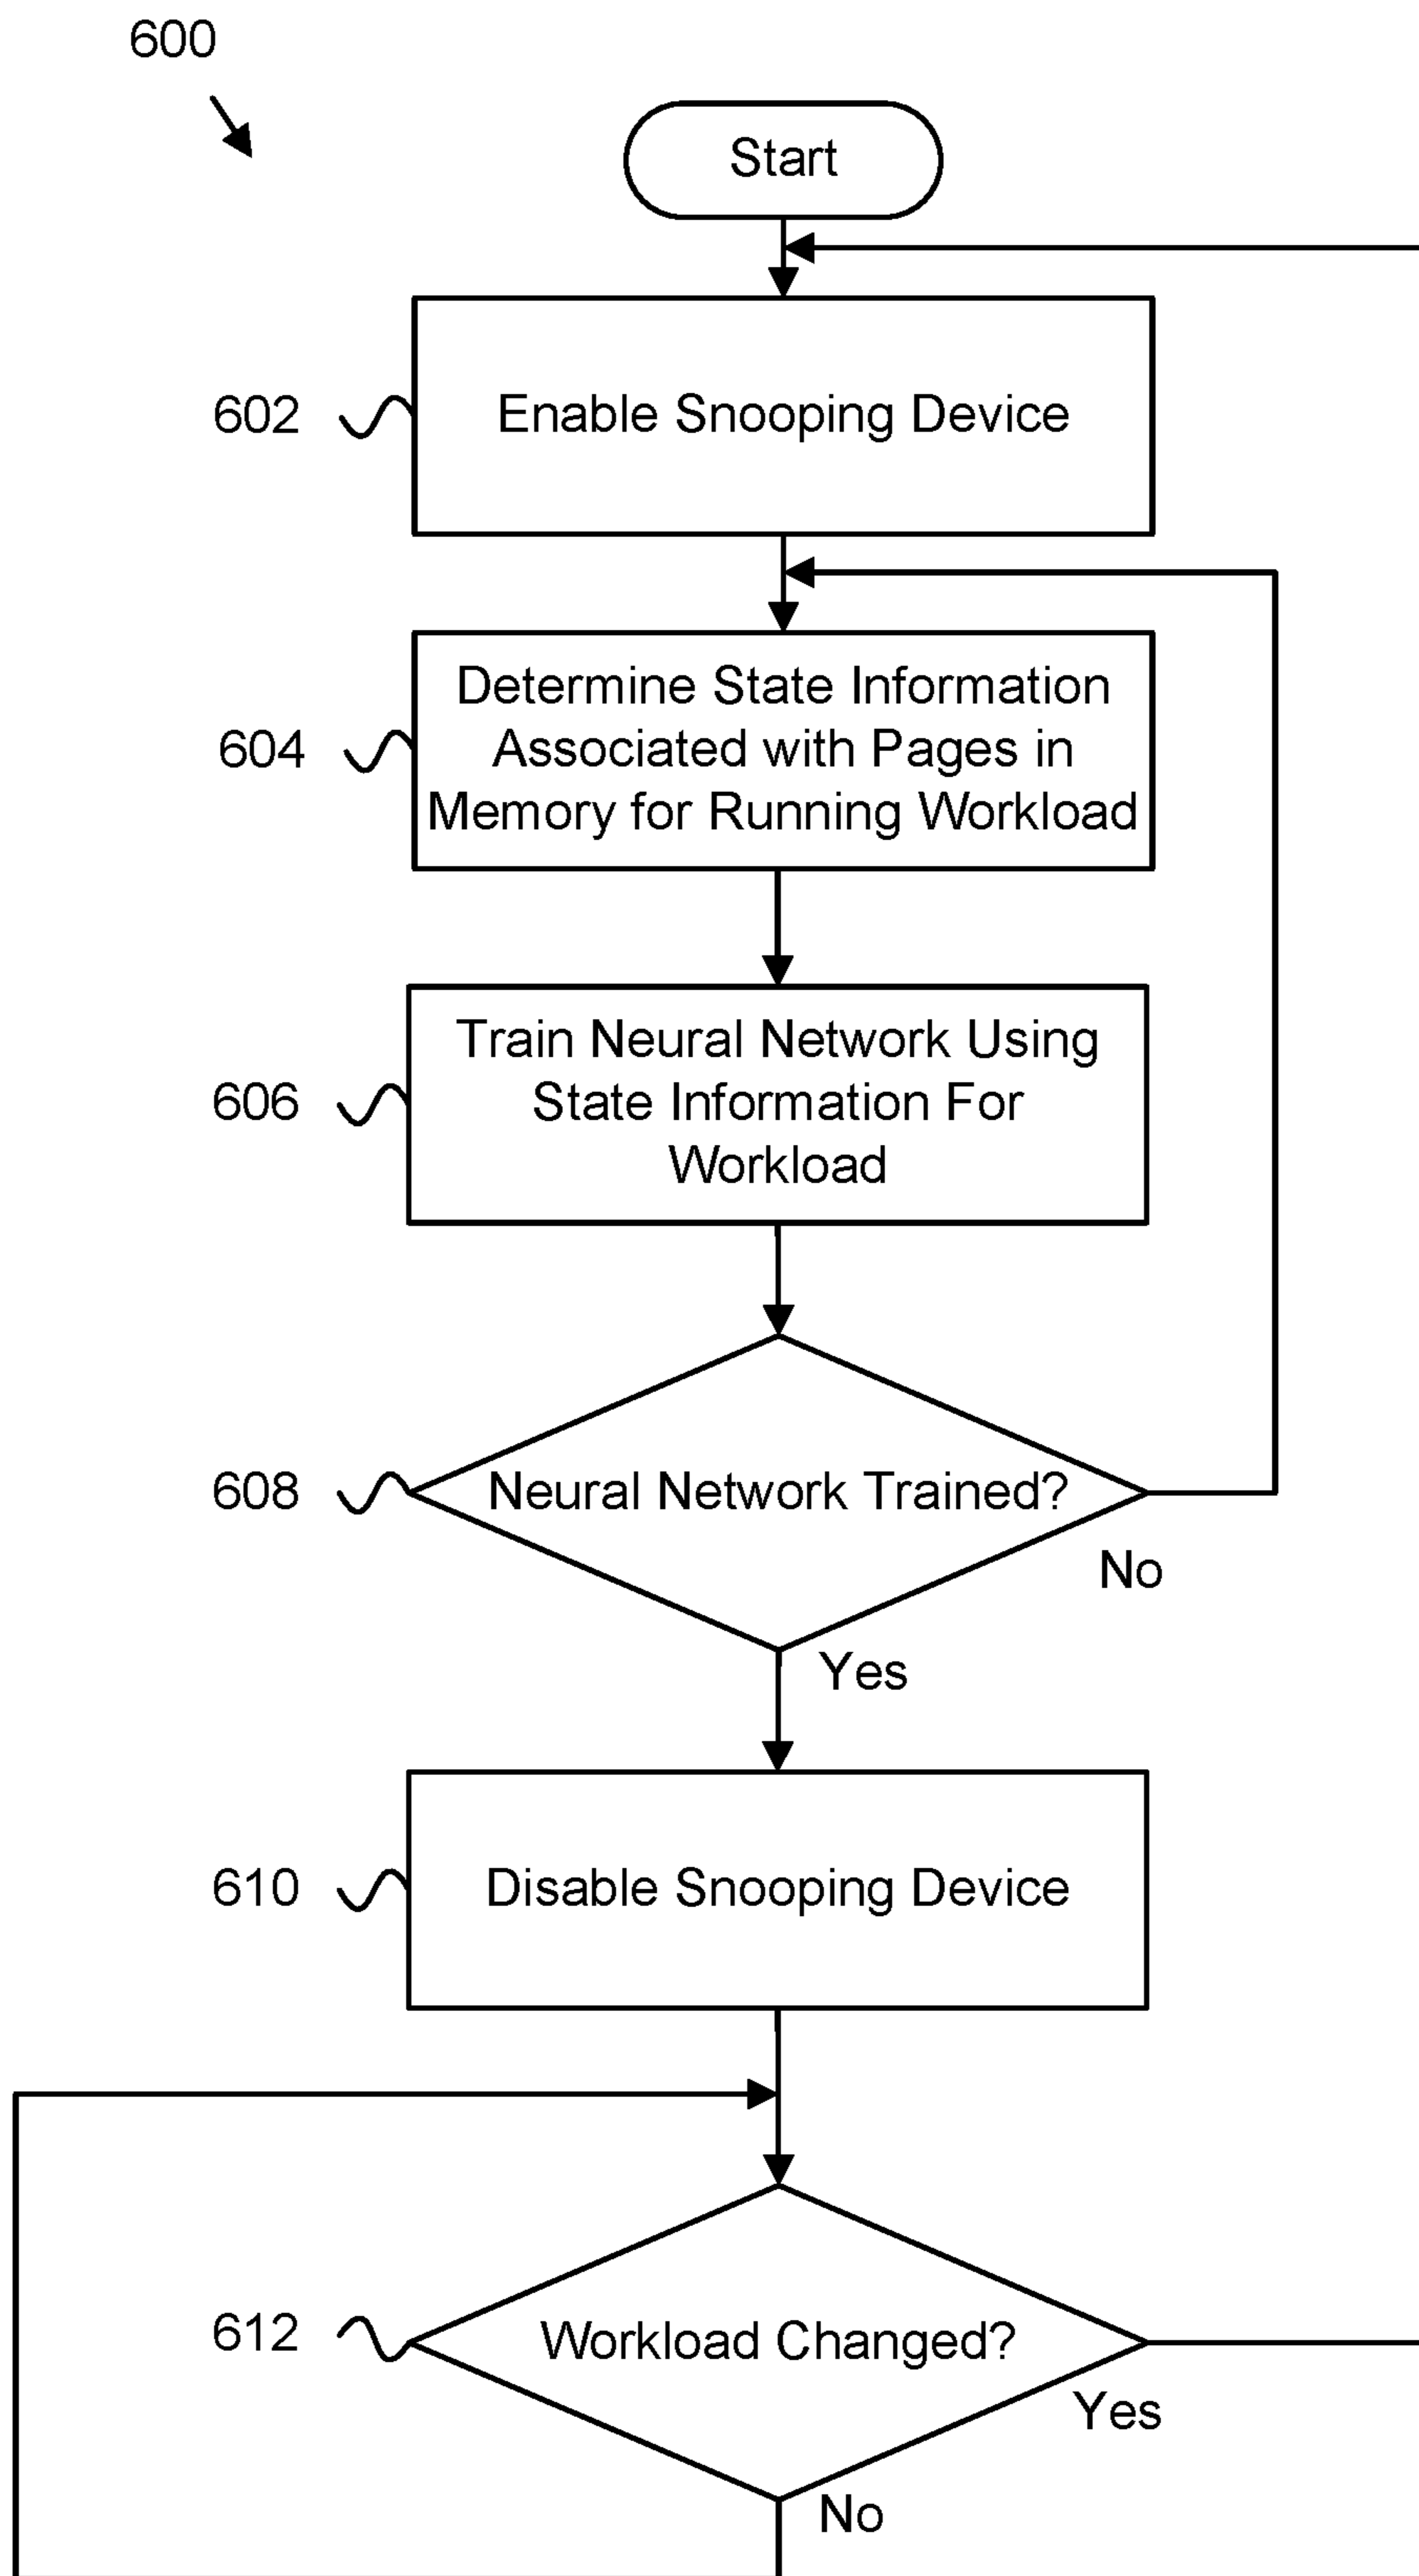 600
Start
602
Enable Snooping Device
604
Determine State Information
Associated with Pages in
Memory for Running Workload
606
Train Neural Network Using
State Information For
Workload
608
Neural Network Trained?
No
Yes
610
Disable Snooping Device
612
Workload Changed?
Yes
No